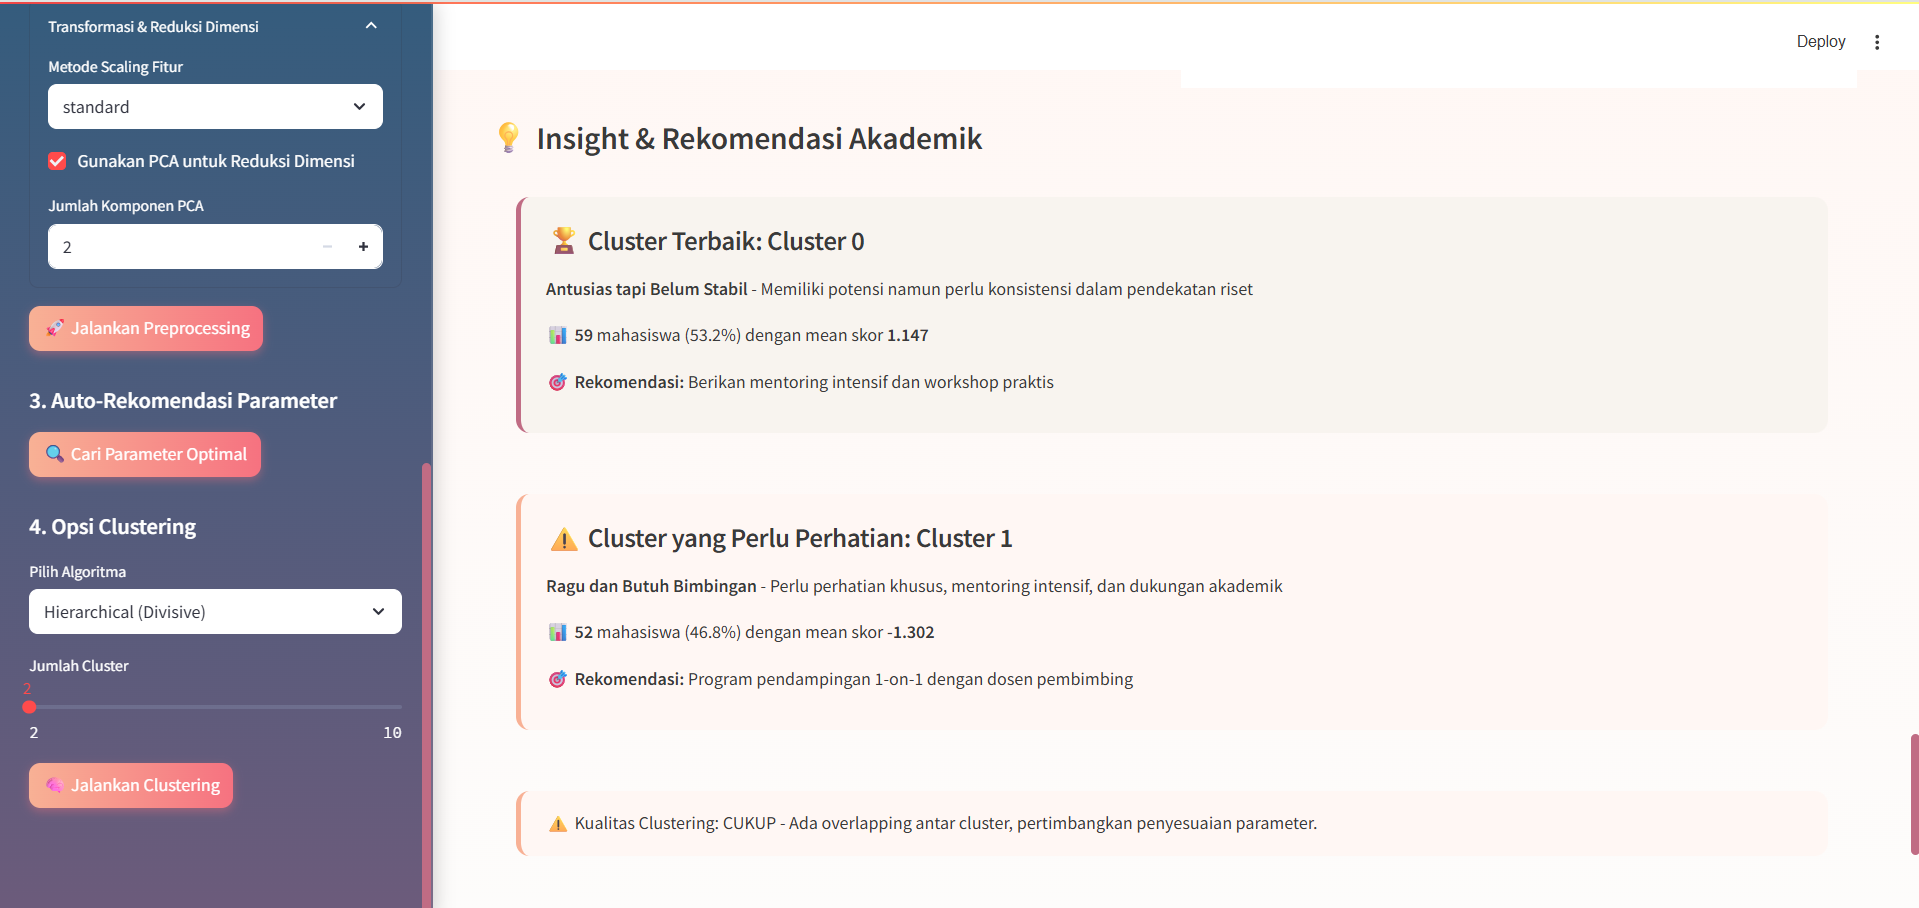 Transformasi & Reduksi Dimensi
Metode Scaling Fitur
standard
Gunakan PCA untuk Reduksi Dimensi
Jumlah Komponen PCA
2
Jalankan Preprocessing
3. Auto-Rekomendasi Parameter
Cari Parameter Optimal
4. Opsi Clustering
Pilih Algoritma
Hierarchical (Divisive)
Jumlah Cluster
2
2 10
Jalankan Clustering
Deploy
Insight & Rekomendasi Akademik
Cluster Terbaik: Cluster 0
Antusias tapi Belum Stabil - Memiliki potensi namun perlu konsistensi dalam pendekatan riset
59 mahasiswa (53.2%) dengan mean skor 1.147
Rekomendasi: Berikan mentoring intensif dan workshop praktis
Cluster yang Perlu Perhatian: Cluster 1
Ragu dan Butuh Bimbingan - Perlu perhatian khusus, mentoring intensif, dan dukungan akademik
52 mahasiswa (46.8%) dengan mean skor -1.302
Rekomendasi: Program pendampingan 1-on-1 dengan dosen pembimbing
Kualitas Clustering: CUKUP - Ada overlapping antar cluster, pertimbangkan penyesuaian parameter.